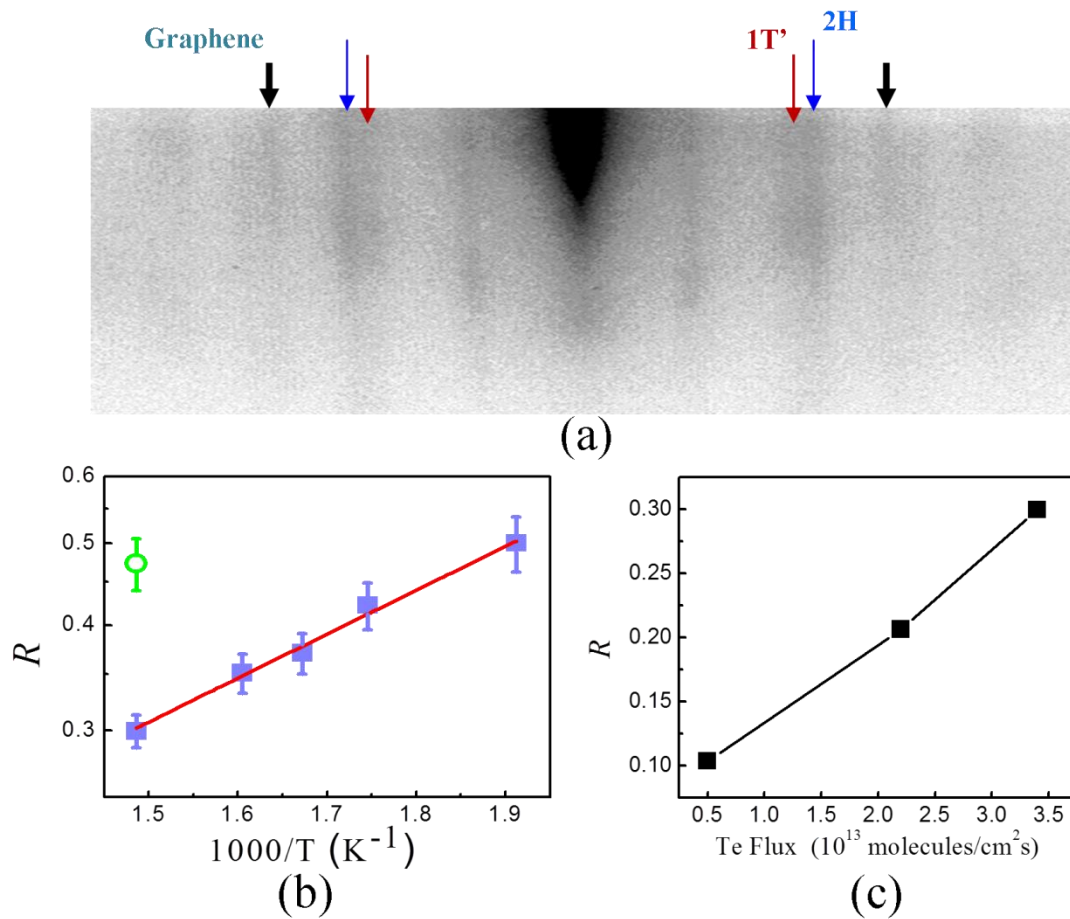 Graphene
1T’
2H
(a)
0.6
0.5
0.4
0.3
R
1.5 1.6 1.7 1.8 1.9
1000/T (K⁻¹)
(b)
0.30
0.25
0.20
0.15
0.10
R
0.5 1.0 1.5 2.0 2.5 3.0 3.5
Te Flux (10¹³ molecules/cm²s)
(c)